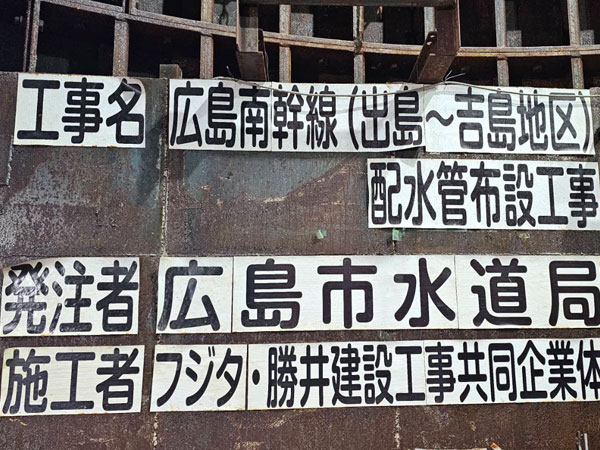 工事名 広島南幹線(出島～吉島地区)
配水管布設工事
発注者 広島市水道局
施工者 フジタ・勝井建設工事共同企業体